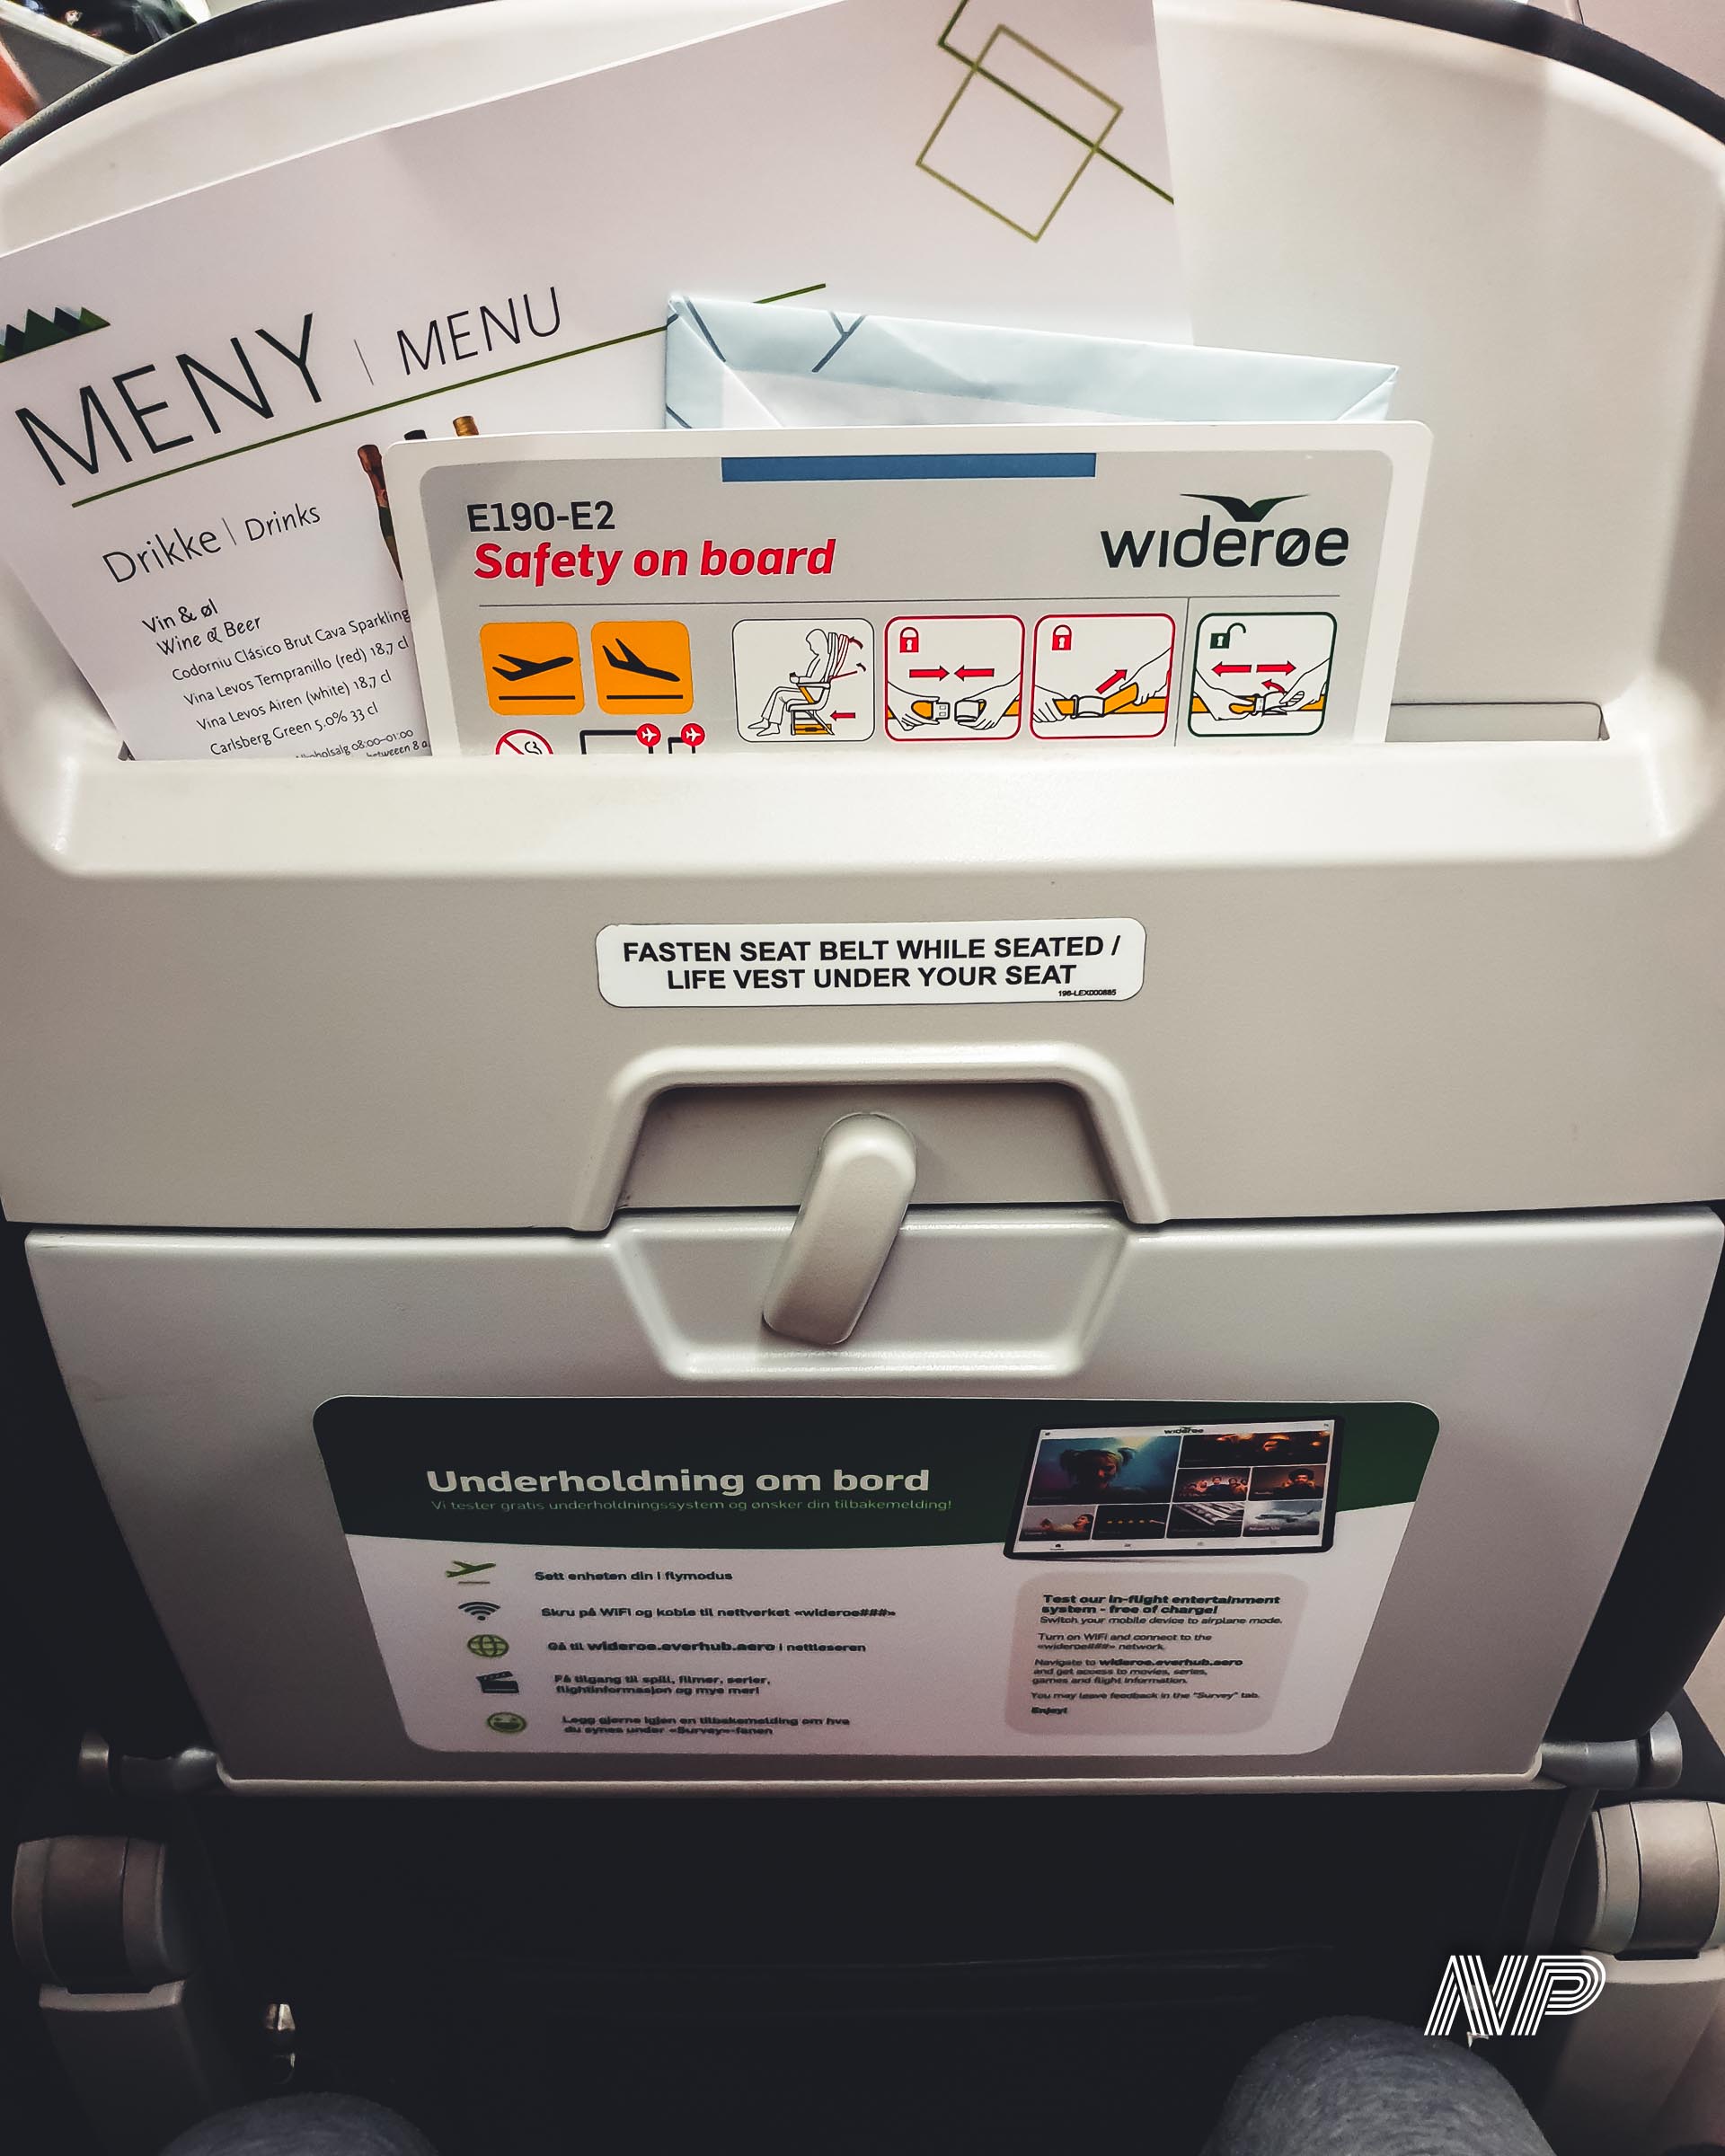 MENY | MENU
Drikke | Drinks
Vin & øl
Wine & Beer
Codorniu Clásico Brut Cava Sparkling
Vina Levos Tempranillo (red) 18,7 cl
Vina Levos Airen (white) 18,7 cl
Carlsberg Green 5,0% 33 cl
08:00–01:00
E190-E2
Safety on board
widerøe
FASTEN SEAT BELT WHILE SEATED /
LIFE VEST UNDER YOUR SEAT
Underholdning om bord
Vi tester gratis underholdningssystem og ønsker din tilbakemelding!
widerøe
Sett enheten din i flymodus
Skru på WiFi og koble til nettverket «wideroe###»
Gå til wideroe.everhub.aero i nettleseren
Få tilgang til spill, filmer, serier,
flightinformasjon og mye mer!
Legg gjerne igjen en tilbakemelding om hva
du synes under «Survey»-fanen
Test our in-flight entertainment
system - free of charge!
Switch your mobile device to airplane mode.
Turn on WiFi and connect to the
«wideroe###» network.
Navigate to wideroe.everhub.aero
and get access to movies, series,
games and flight information.
You may leave feedback in the "Survey" tab.
Enjoy!
NP